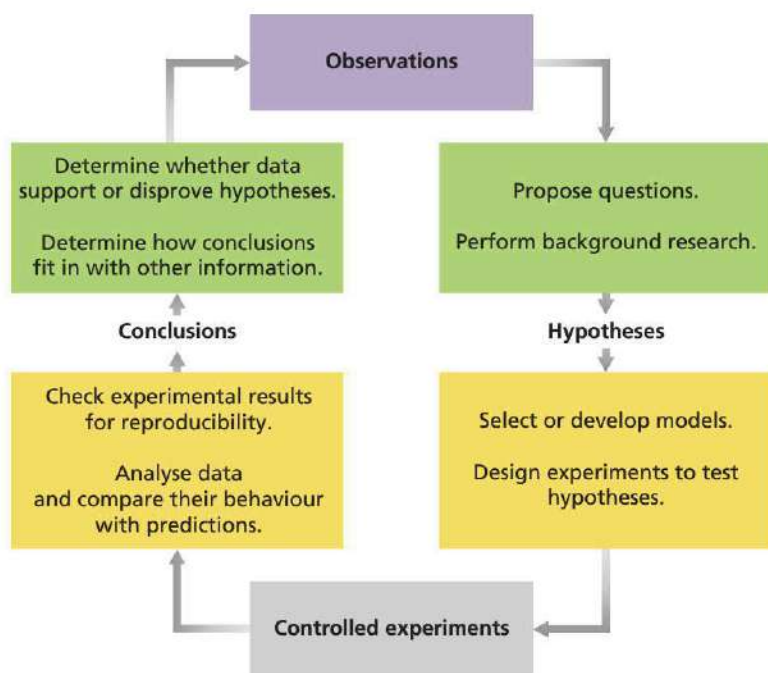 Observations
Propose questions.
Perform background research.
Hypotheses
Select or develop models.
Design experiments to test
hypotheses.
Controlled experiments
Check experimental results
for reproducibility.
Analyse data
and compare their behaviour
with predictions.
Conclusions
Determine whether data
support or disprove hypotheses.
Determine how conclusions
fit in with other information.